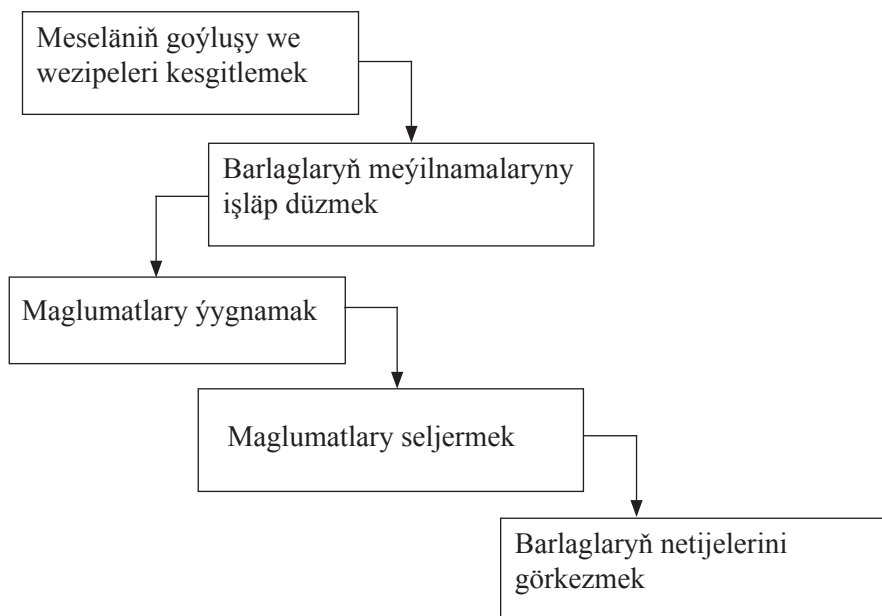 Meseläniň goýluşy we
wezipeleri kesgitlemek
Barlaglaryň meýilnamalaryny
işläp düzmek
Maglumatlary ýygnamak
Maglumatlary seljermek
Barlaglaryň netijelerini
görkezmek